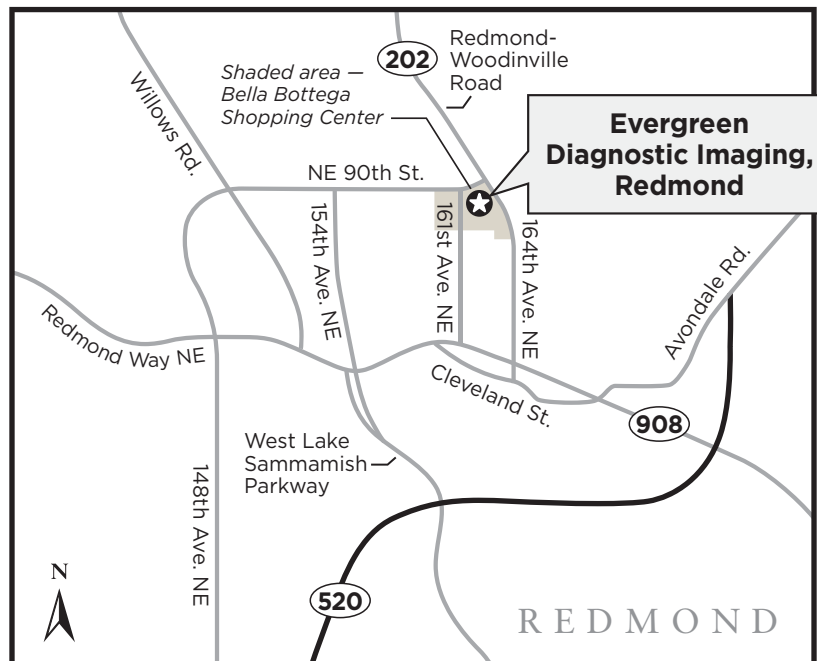 202
Redmond-
Woodinville
Road
Shaded area —
Bella Bottega
Shopping Center
Willows Rd.
Evergreen
Diagnostic Imaging,
Redmond
NE 90th St.
154th Ave. NE
161st Ave. NE
164th Ave. NE
Avondale Rd.
Redmond Way NE
Cleveland St.
908
West Lake
Sammamish
Parkway
148th Ave. NE
N
520
REDMOND